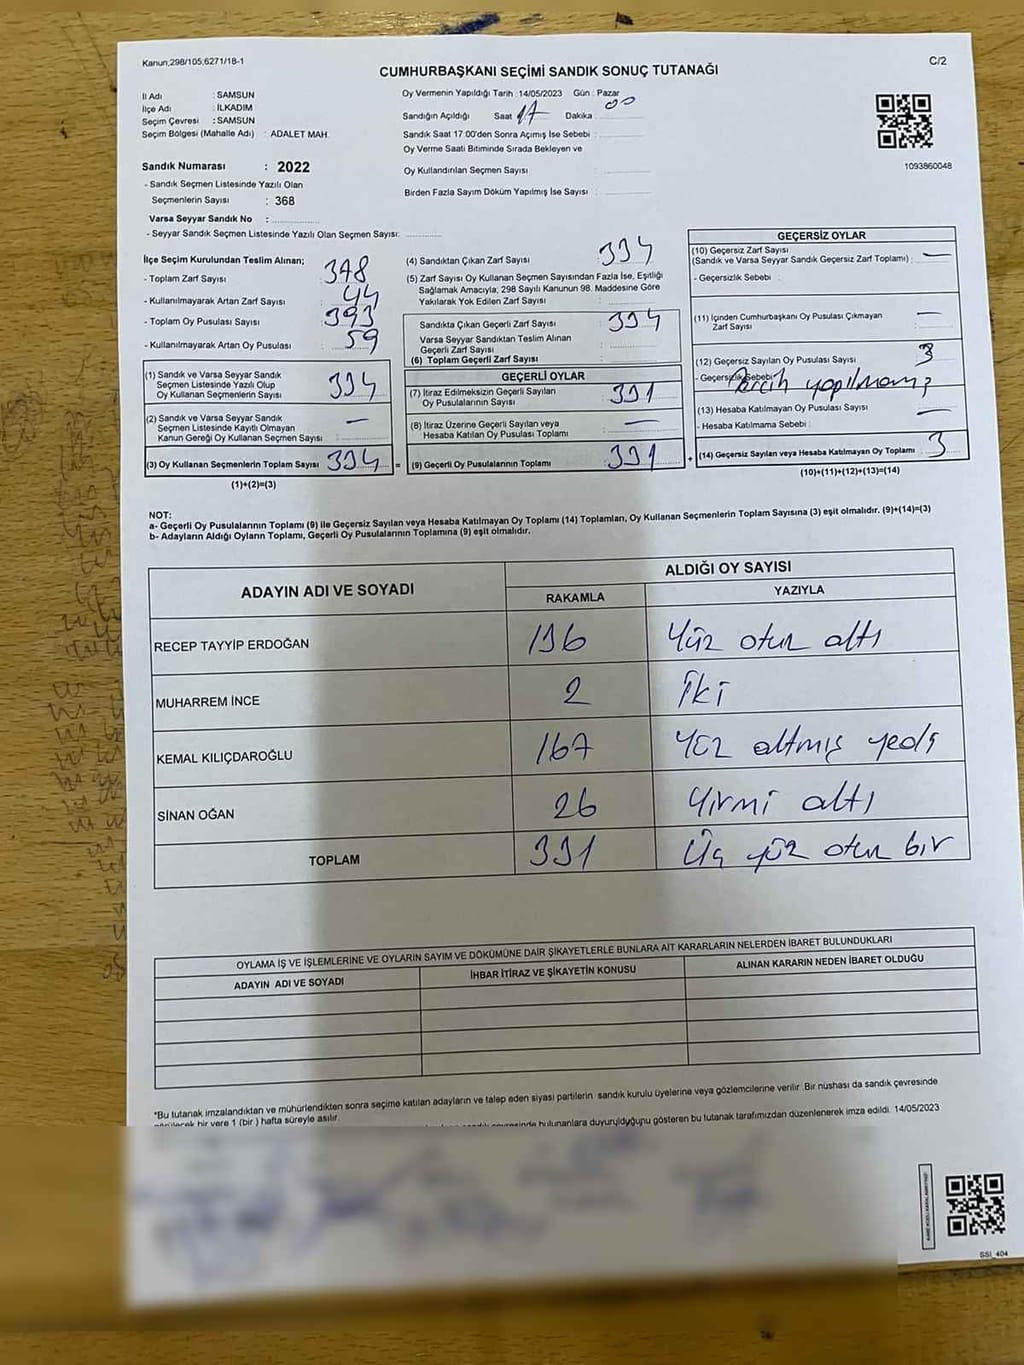 Kanun,298/105,6271/18-1
C/2
CUMHURBAŞKANI SEÇİMİ SANDIK SONUÇ TUTANAĞI
İl Adı : SAMSUN
İlçe Adı : İLKADIM
Seçim Çevresi : SAMSUN
Seçim Bölgesi (Mahalle Adı) : ADALET MAH.
Oy Vermenin Yapıldığı Tarih : 14/05/2023 Gün : Pazar
Sandığın Açıldığı Saat 17 Dakika 00
Sandık Saat 17:00'den Sonra Açımış İse Sebebi :
Oy Verme Saati Bitiminde Sırada Bekleyen ve
Oy Kullandırılan Seçmen Sayısı :
Birden Fazla Sayım Döküm Yapılmış İse Sayısı :
1093860048
Sandık Numarası : 2022
- Sandık Seçmen Listesinde Yazılı Olan
Seçmenlerin Sayısı : 368
Varsa Seyyar Sandık No :
- Seyyar Sandık Seçmen Listesinde Yazılı Olan Seçmen Sayısı:
İlçe Seçim Kurulundan Teslim Alınan;
- Toplam Zarf Sayısı 378
- Kullanılmayarak Artan Zarf Sayısı : 44
- Toplam Oy Pusulası Sayısı 393
- Kullanılmayarak Artan Oy Pusulası : 59
(1) Sandık ve Varsa Seyyar Sandık
Seçmen Listesinde Yazılı Olup
Oy Kullanan Seçmenlerin Sayısı 334
(2) Sandık ve Varsa Seyyar Sandık
Seçmen Listesinde Kayıtlı Olmayan
Kanun Gereği Oy Kullanan Seçmen Sayısı : —
(3) Oy Kullanan Seçmenlerin Toplam Sayısı 334 =
(1)+(2)=(3)
(4) Sandıktan Çıkan Zarf Sayısı 334
(5) Zarf Sayısı Oy Kullanan Seçmen Sayısından Fazla İse, Eşitliği
Sağlamak Amacıyla; 298 Sayılı Kanunun 98. Maddesine Göre
Yakılarak Yok Edilen Zarf Sayısı :
Sandıkta Çıkan Geçerli Zarf Sayısı : 334
Varsa Seyyar Sandıktan Teslim Alınan
Geçerli Zarf Sayısı :
(6) Toplam Geçerli Zarf Sayısı :
GEÇERLİ OYLAR
(7) İtiraz Edilmeksizin Geçerli Sayılan
Oy Pusulalarının Sayısı : 331
(8) İtiraz Üzerine Geçerli Sayılan veya
Hesaba Katılan Oy Pusulası Toplamı : —
(9) Geçerli Oy Pusulalarının Toplamı 331 +
GEÇERSİZ OYLAR
(10) Geçersiz Zarf Sayısı
(Sandık ve Varsa Seyyar Sandık Geçersiz Zarf Toplamı) : —
- Geçersizlik Sebebi :
(11) İçinden Cumhurbaşkanı Oy Pusulası Çıkmayan
Zarf Sayısı : —
(12) Geçersiz Sayılan Oy Pusulası Sayısı : 3
- Geçersizlik Sebebi : Tercih yapılmamış
(13) Hesaba Katılmayan Oy Pusulası Sayısı : —
- Hesaba Katılmama Sebebi :
(14) Geçersiz Sayılan veya Hesaba Katılmayan Oy Toplamı : 3
(10)+(11)+(12)+(13)=(14)
NOT:
a- Geçerli Oy Pusulalarının Toplamı (9) ile Geçersiz Sayılan veya Hesaba Katılmayan Oy Toplamı (14) Toplamları, Oy Kullanan Seçmenlerin Toplam Sayısına (3) eşit olmalıdır. (9)+(14)=(3)
b- Adayların Aldığı Oyların Toplamı, Geçerli Oy Pusulalarının Toplamına (9) eşit olmalıdır.
ADAYIN ADI VE SOYADI
ALDIĞI OY SAYISI
RAKAMLA YAZIYLA
RECEP TAYYİP ERDOĞAN 136 Yüz otuz altı
MUHARREM İNCE 2 İki
KEMAL KILIÇDAROĞLU 167 Yüz altmış yedi
SİNAN OĞAN 26 Yirmi altı
TOPLAM 331 Üç yüz otuz bir
OYLAMA İŞ VE İŞLEMLERİNE VE OYLARIN SAYIM VE DÖKÜMÜNE DAİR ŞİKAYETLERLE BUNLARA AİT KARARLARIN NELERDEN İBARET BULUNDUKLARI
ADAYIN ADI VE SOYADI İHBAR İTİRAZ VE ŞİKAYETİN KONUSU ALINAN KARARIN NEDEN İBARET OLDUĞU
*Bu tutanak imzalandıktan ve mühürlendikten sonra seçime katılan adayların ve talep eden siyasi partilerin sandık kurulu üyelerine veya gözlemcilerine verilir .Bir nüshası da sandık çevresinde
görülecek bir yere 1 (bir ) hafta süreyle asılır.
bulunanlara duyurulduğunu gösteren bu tutanak tarafımızdan düzenlenerek imza edildi. 14/05/2023
SSI_404